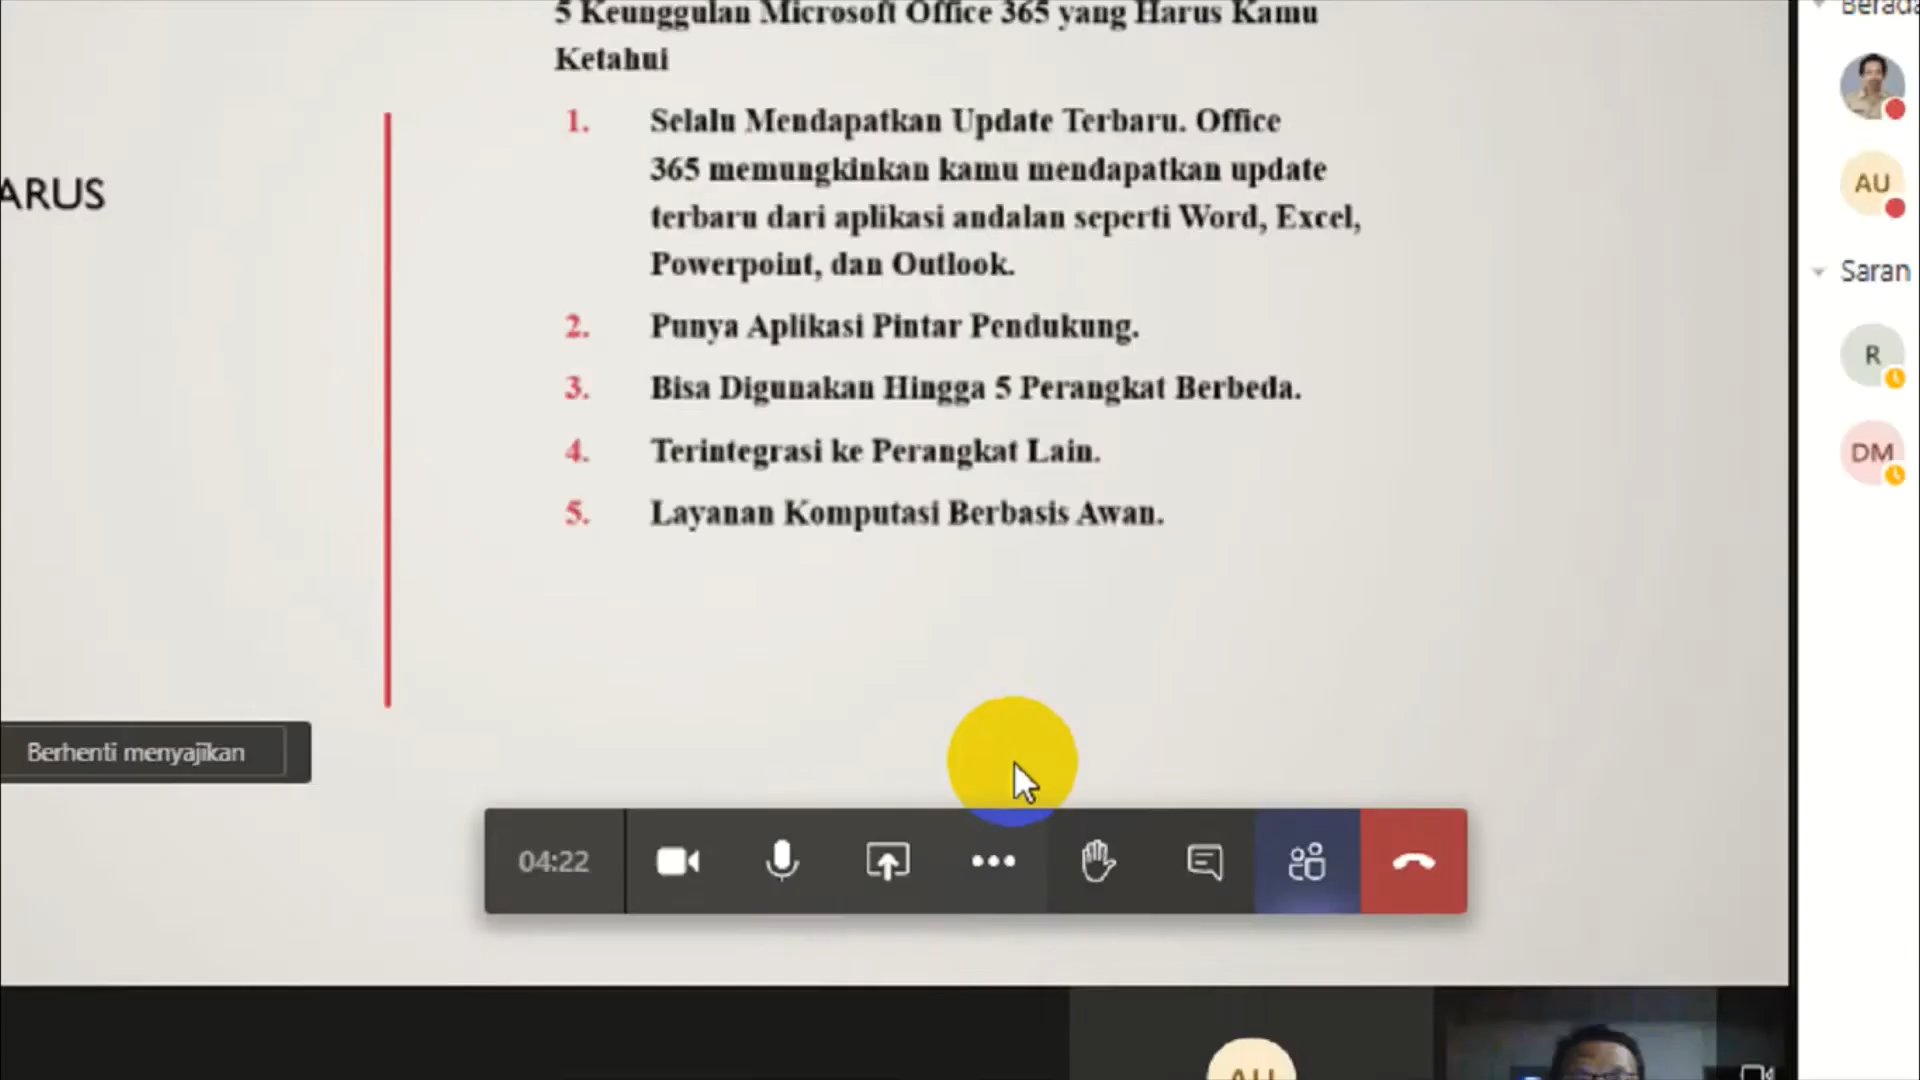 5 Keunggulan Microsoft Office 365 yang Harus Kamu
Ketahui
ARUS
1. Selalu Mendapatkan Update Terbaru. Office
365 memungkinkan kamu mendapatkan update
terbaru dari aplikasi andalan seperti Word, Excel,
Powerpoint, dan Outlook.
2. Punya Aplikasi Pintar Pendukung.
3. Bisa Digunakan Hingga 5 Perangkat Berbeda.
4. Terintegrasi ke Perangkat Lain.
5. Layanan Komputasi Berbasis Awan.
Berhenti menyajikan
04:22
Berada
AU
Saran
R
DM
AU